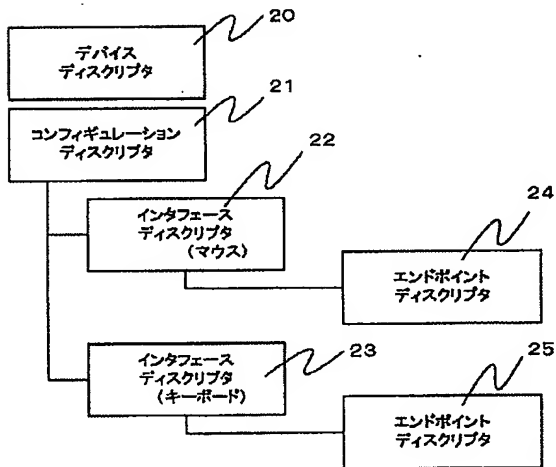 20
デバイス
ディスクリプタ
21
コンフィギュレーション
ディスクリプタ
22
インタフェース
ディスクリプタ
(マウス)
24
エンドポイント
ディスクリプタ
23
インタフェース
ディスクリプタ
(キーボード)
25
エンドポイント
ディスクリプタ